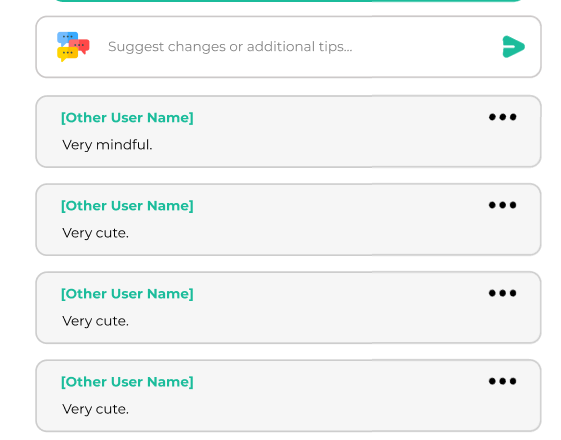 Suggest changes or additional tips...
[Other User Name]
Very mindful.
[Other User Name]
Very cute.
[Other User Name]
Very cute.
[Other User Name]
Very cute.